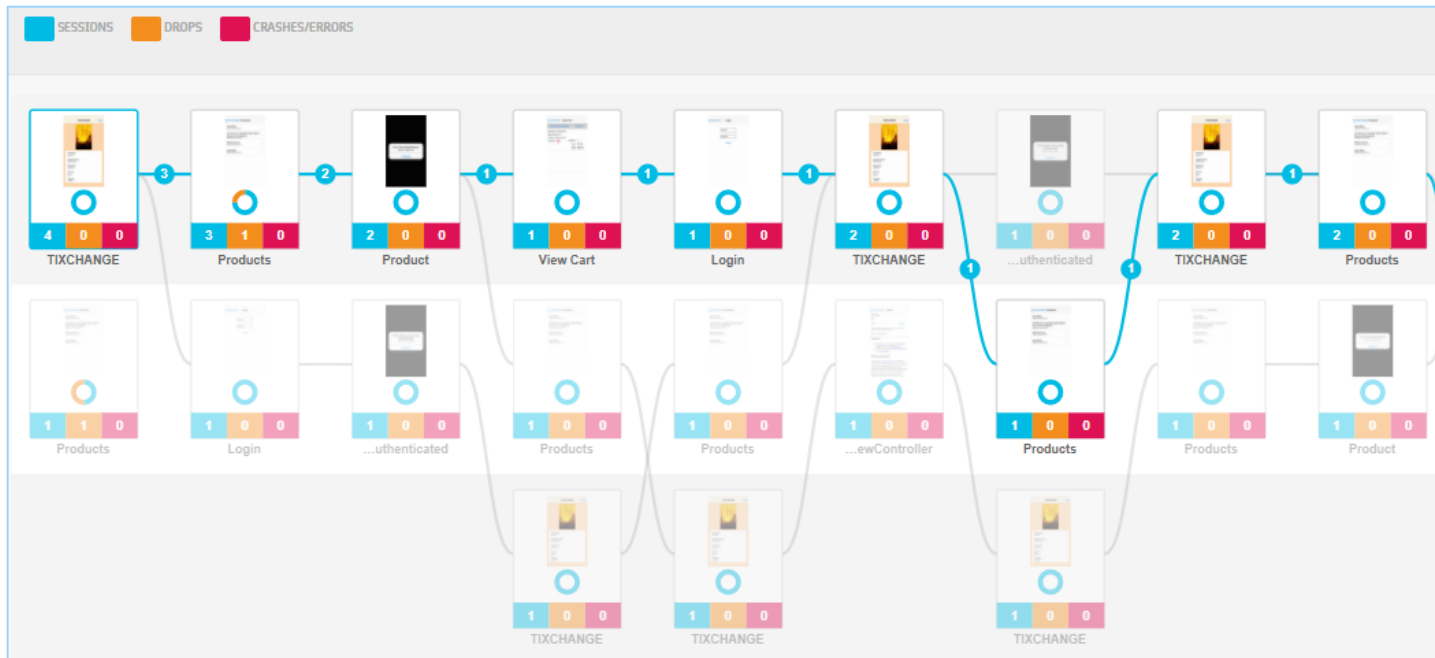 SESSIONS DROPS CRASHES/ERRORS
3 2 1 1 1 1
4 0 0 3 1 0 2 0 0 1 0 0 1 0 0 2 0 0 1 0 0 2 0 0 2 0 0
TIXCHANGE Products Product View Cart Login TIXCHANGE ...uthenticated TIXCHANGE Products
1 1
1 1 0 1 0 0 1 0 0 1 0 0 1 0 0 1 0 0 1 0 0 1 0 0 1 0 0
Products Login ...uthenticated Products Products ...ewController Products Products Product
1 0 0 1 0 0 1 0 0
TIXCHANGE TIXCHANGE TIXCHANGE